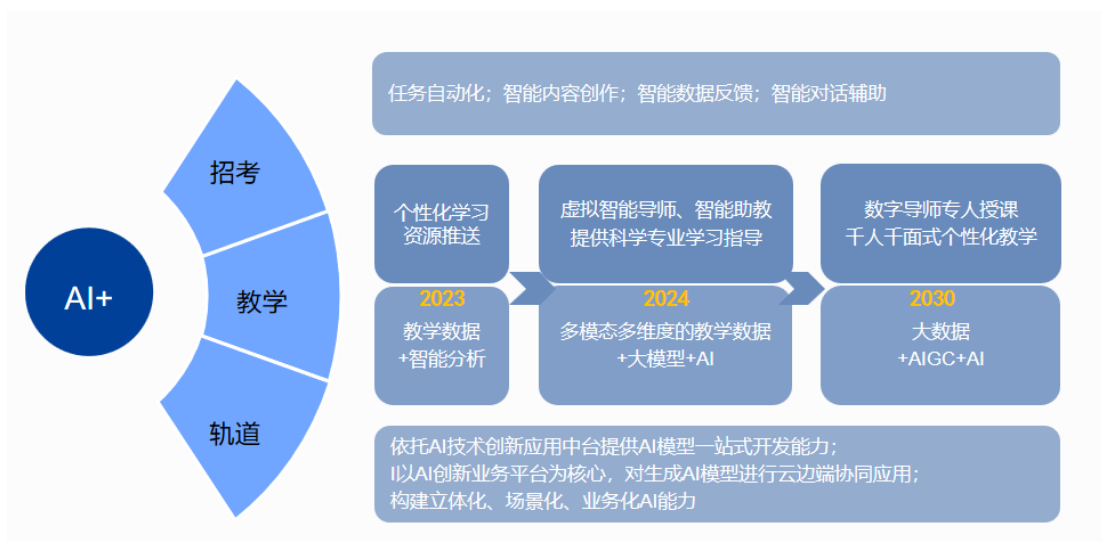 AI+
招考
教学
轨道
任务自动化；智能内容创作；智能数据反馈；智能对话辅助
个性化学习
资源推送
2023
教学数据
+智能分析
虚拟智能导师、智能助教
提供科学专业学习指导
2024
多模态多维度的教学数据
+大模型+AI
数字导师专人授课
千人千面式个性化教学
2030
大数据
+AIGC+AI
依托AI技术创新应用中台提供AI模型一站式开发能力；
I以AI创新业务平台为核心，对生成AI模型进行云边端协同应用；
构建立体化、场景化、业务化AI能力